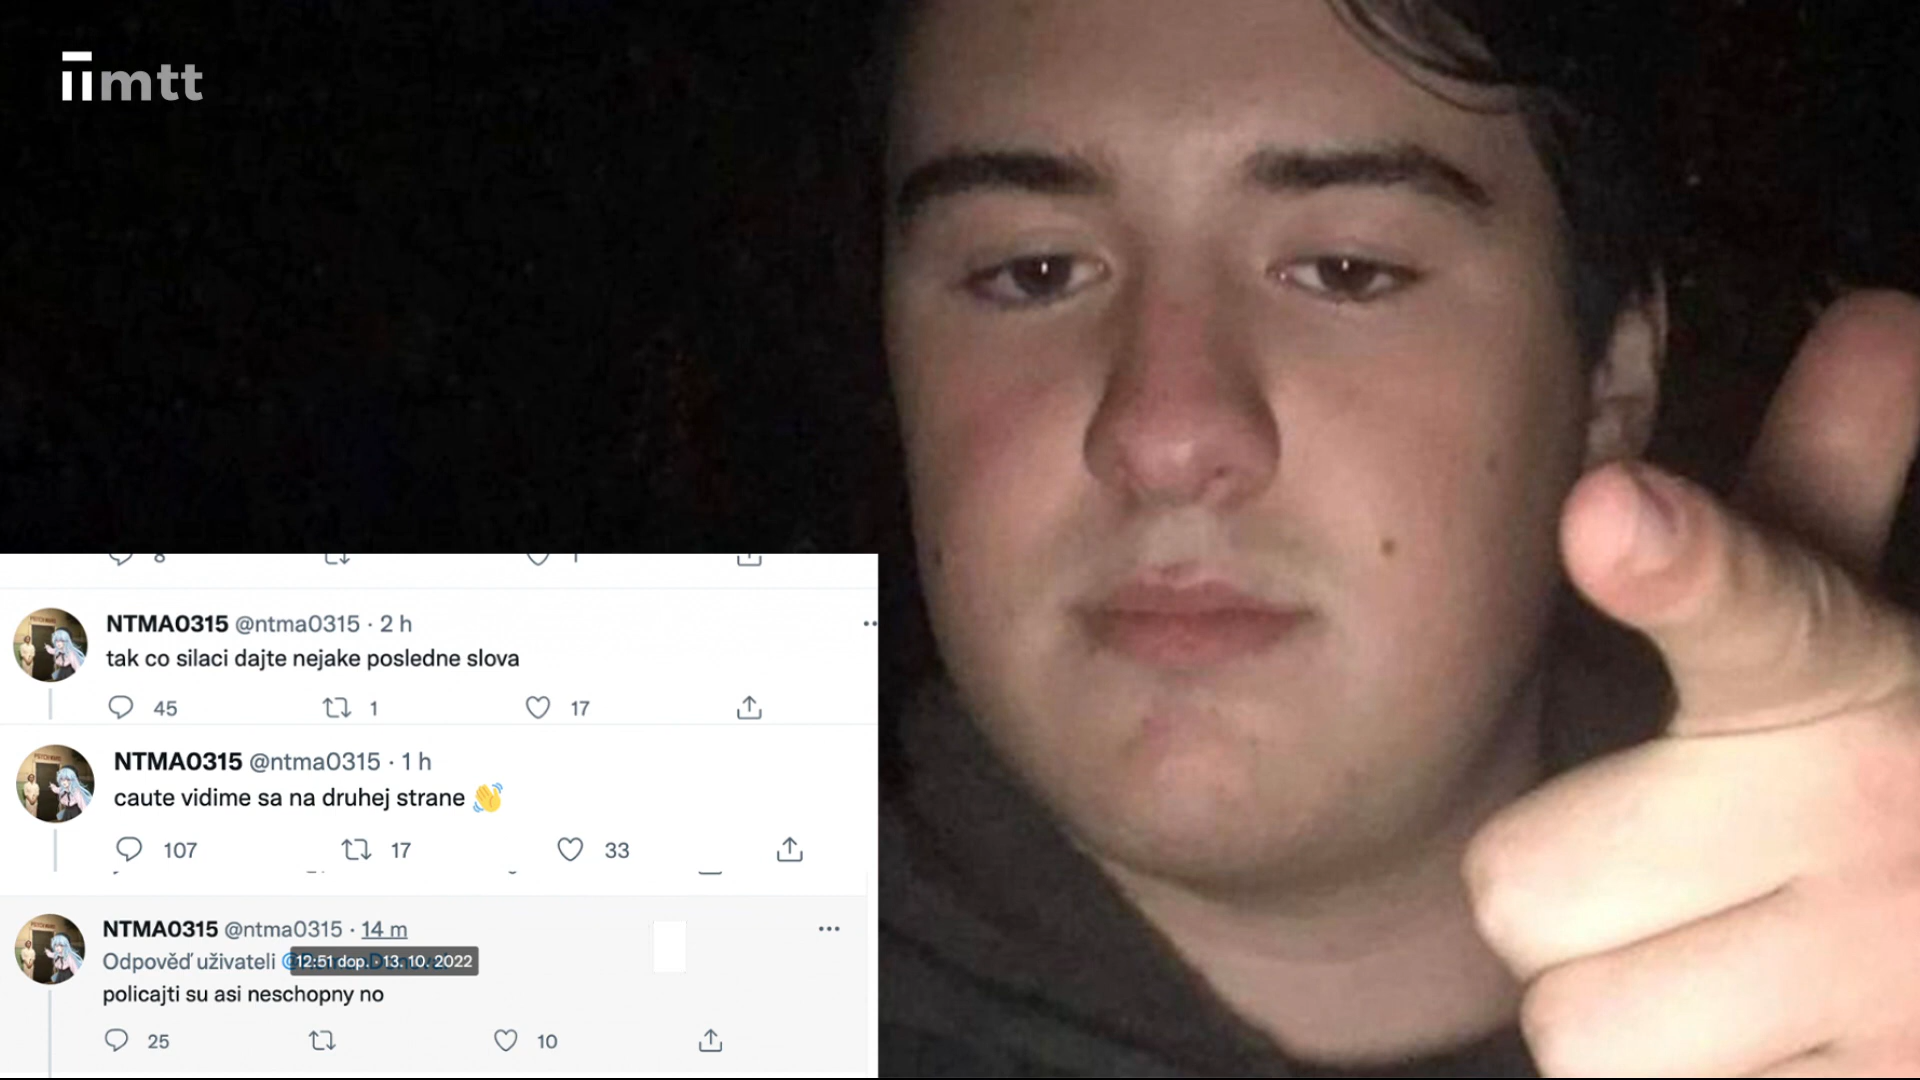 mtt
8 1
NTMA0315 @ntma0315 · 2 h
tak co silaci dajte nejake posledne slova
45 1 17
NTMA0315 @ntma0315 · 1 h
caute vidime sa na druhej strane 👋
107 17 33
NTMA0315 @ntma0315 · 14 m
Odpověď uživateli 12:51 dop. · 13. 10. 2022
policajti su asi neschopny no
25 10